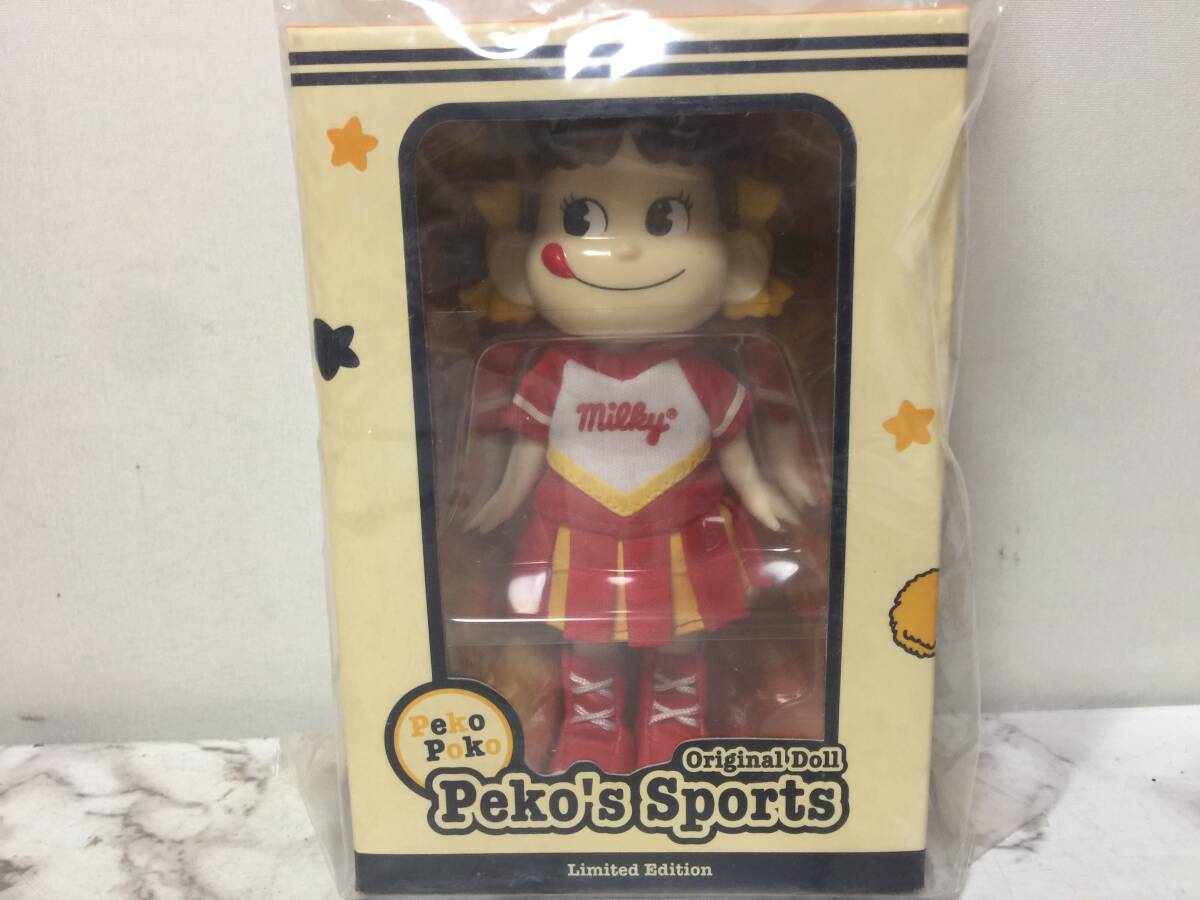 milky®
Peko
Poko
Original Doll
Peko's Sports
Limited Edition